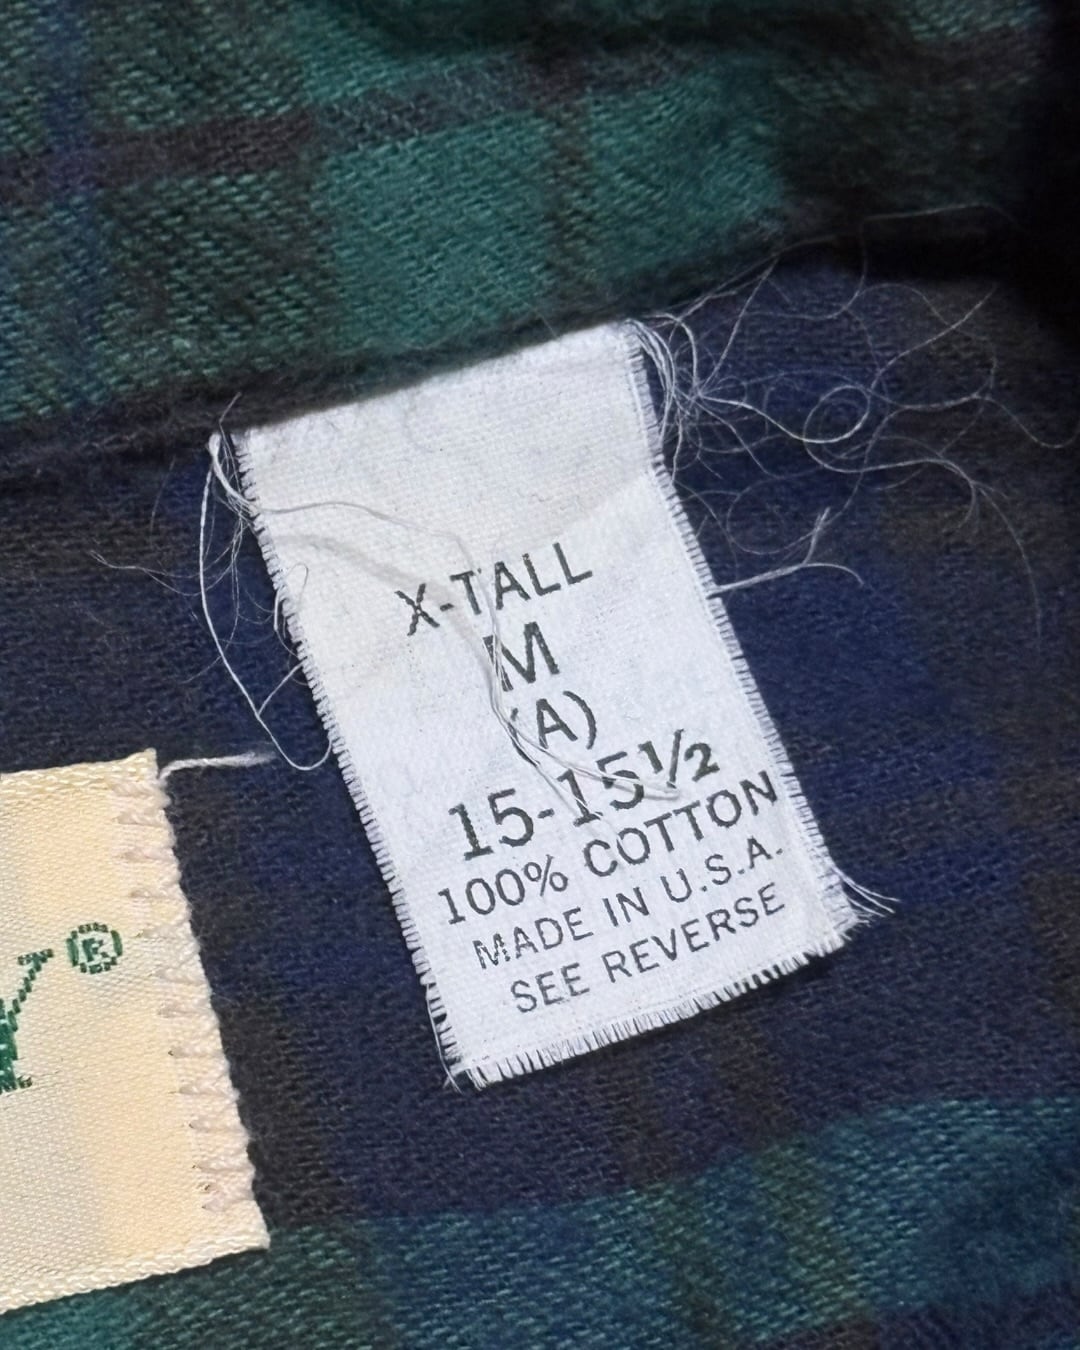 X-TALL
M
(A)
15-15½
100% COTTON
MADE IN U.S.A.
SEE REVERSE
®